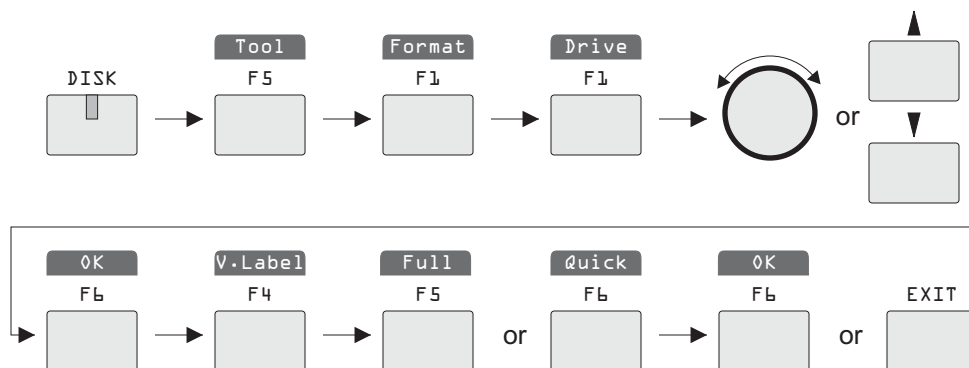 Tool Format Drive
DISK F5 F1 F1
or
OK V.Label Full Quick OK
F6 F4 F5 F6 F6 EXIT
or or